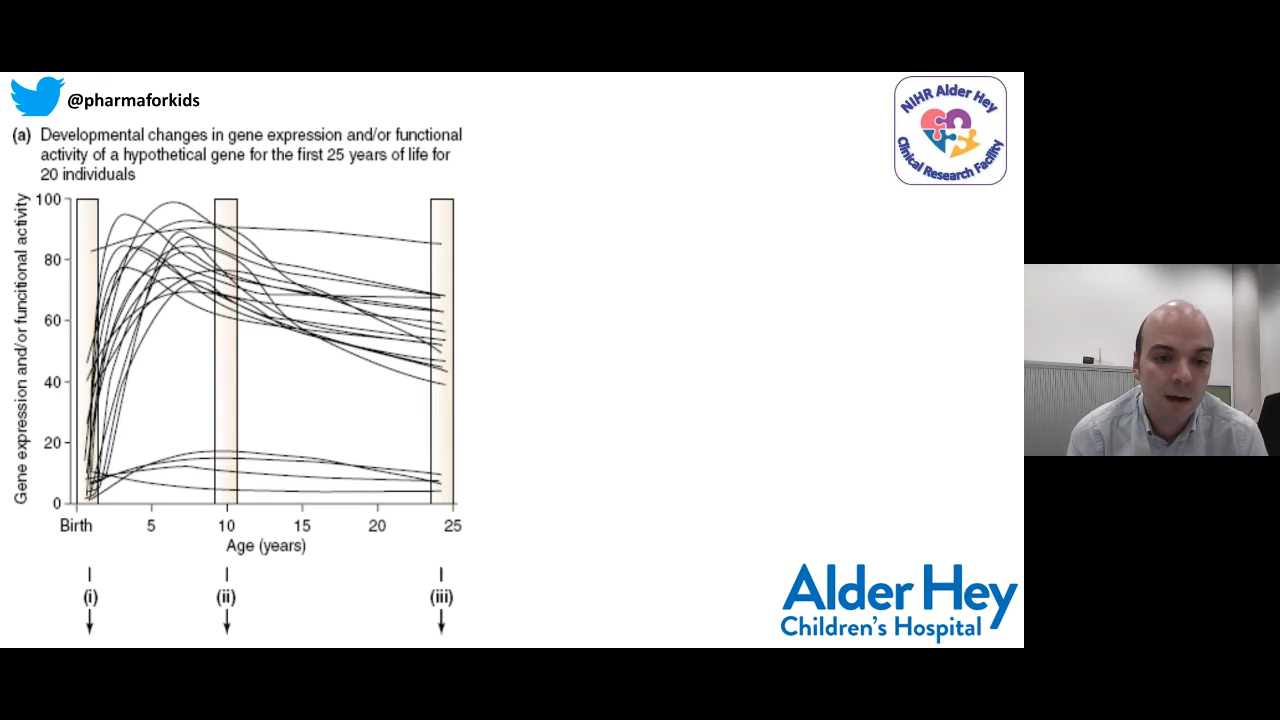 @pharmaforkids
NIHR Alder Hey
Clinical Research Facility
(a) Developmental changes in gene expression and/or functional
activity of a hypothetical gene for the first 25 years of life for
20 individuals
Gene expression and/or funcitional activity
100
80
60
40
20
0
Birth 5 10 15 20 25
Age (years)
(i) (ii) (iii)
Alder Hey
Children's Hospital